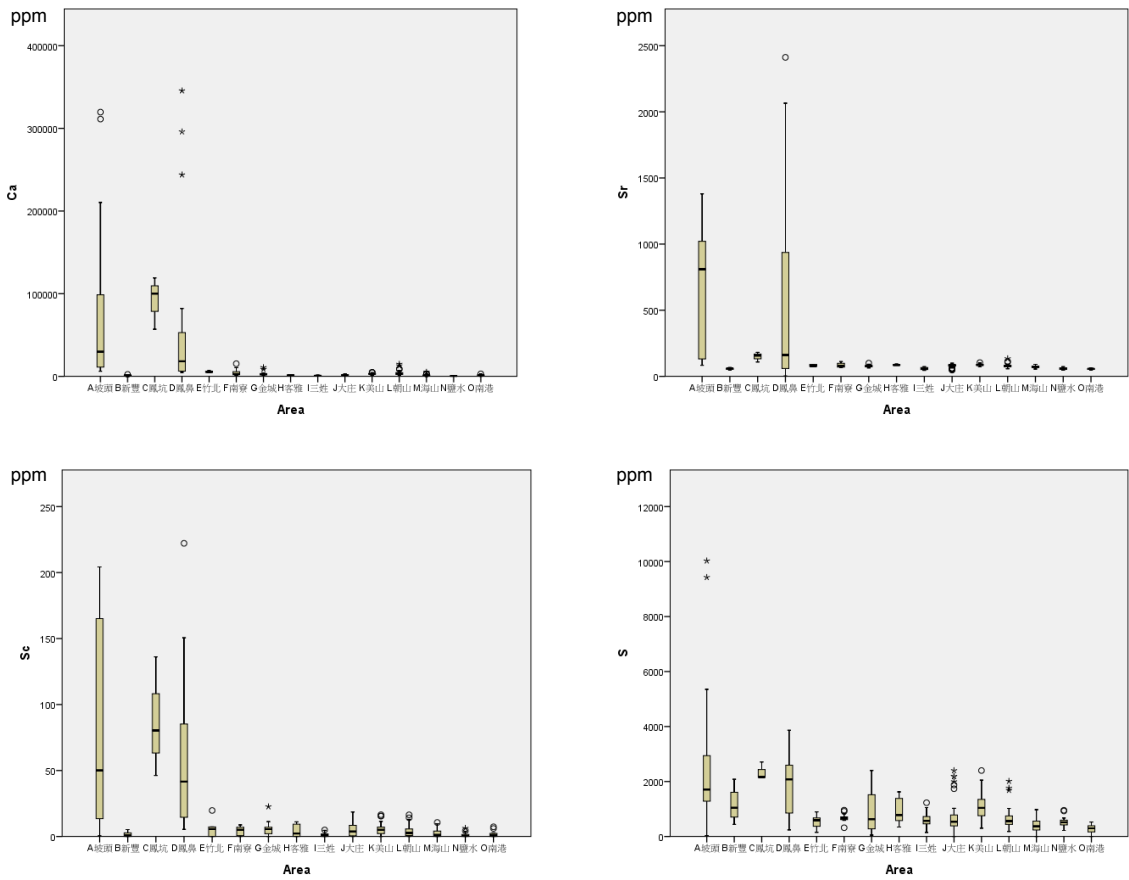 ppm
400000
300000
200000
100000
0
Ca
A坡頭 B新豐 C鳳坑 D鳳鼻 E竹北 F南寮 G金城 H客雅 I三姓 J大庄 K美山 L朝山 M海山 N鹽水 O南港
Area
ppm
2500
2000
1500
1000
500
0
Sr
A坡頭 B新豐 C鳳坑 D鳳鼻 E竹北 F南寮 G金城 H客雅 I三姓 J大庄 K美山 L朝山 M海山 N鹽水 O南港
Area
ppm
250
200
150
100
50
0
Sc
A坡頭 B新豐 C鳳坑 D鳳鼻 E竹北 F南寮 G金城 H客雅 I三姓 J大庄 K美山 L朝山 M海山 N鹽水 O南港
Area
ppm
12000
10000
8000
6000
4000
2000
0
S
A坡頭 B新豐 C鳳坑 D鳳鼻 E竹北 F南寮 G金城 H客雅 I三姓 J大庄 K美山 L朝山 M海山 N鹽水 O南港
Area